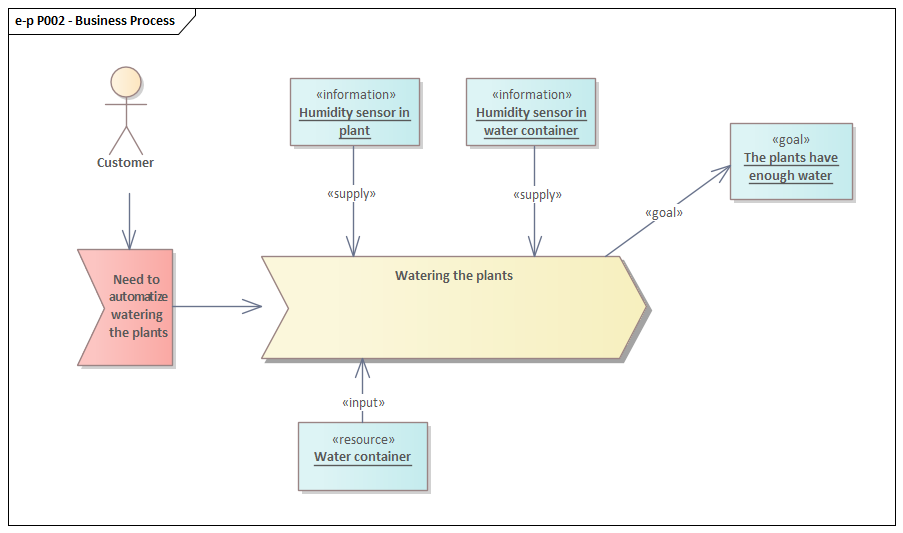 e-p P002 - Business Process
Customer
«information»
Humidity sensor in
plant
«information»
Humidity sensor in
water container
«goal»
The plants have
enough water
«supply»
«supply»
«goal»
Need to
automatize
watering
the plants
Watering the plants
«input»
«resource»
Water container